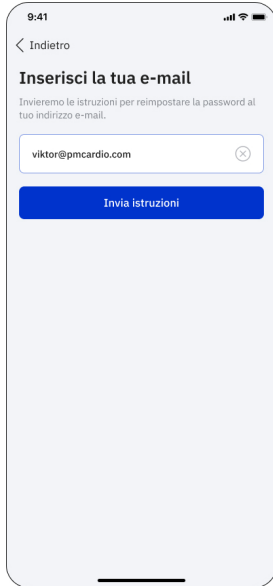 9:41
Indietro
Inserisci la tua e-mail
Invieremo le istruzioni per reimpostare la password al
tuo indirizzo e-mail.
viktor@pmcardio.com
Invia istruzioni